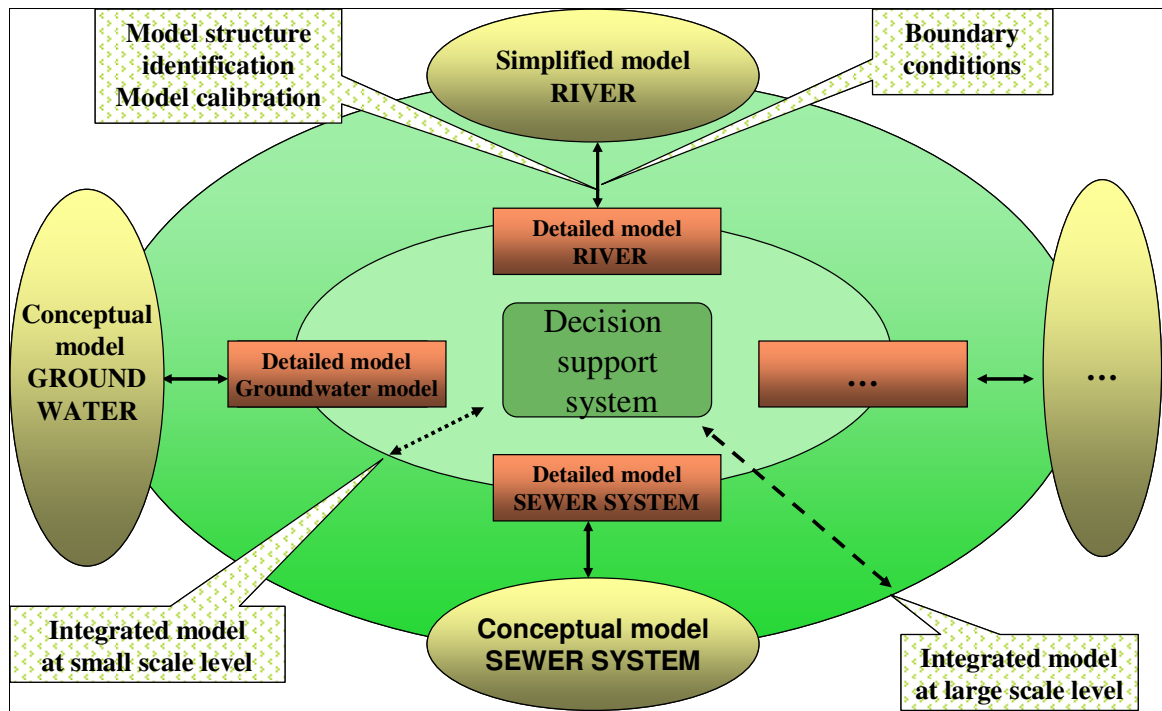 Model structure
identification
Model calibration
Simplified model
RIVER
Boundary
conditions
Detailed model
RIVER
Conceptual
model
GROUND
WATER
Detailed model
Groundwater model
Decision
support
system
...
...
Detailed model
SEWER SYSTEM
Integrated model
at small scale level
Conceptual model
SEWER SYSTEM
Integrated model
at large scale level